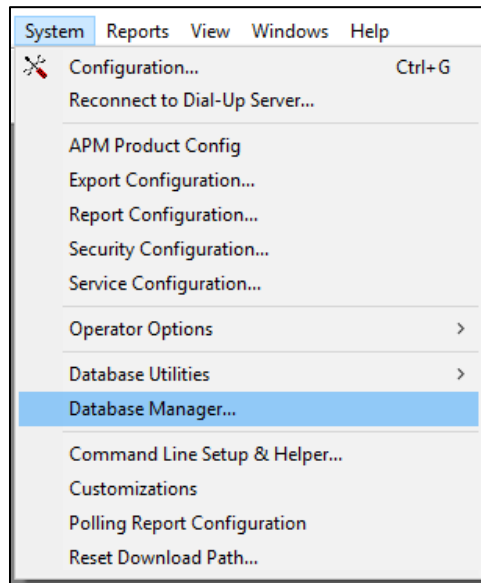 System Reports View Windows Help
Configuration... Ctrl+G
Reconnect to Dial-Up Server...
APM Product Config
Export Configuration...
Report Configuration...
Security Configuration...
Service Configuration...
Operator Options >
Database Utilities >
Database Manager...
Command Line Setup & Helper...
Customizations
Polling Report Configuration
Reset Download Path...